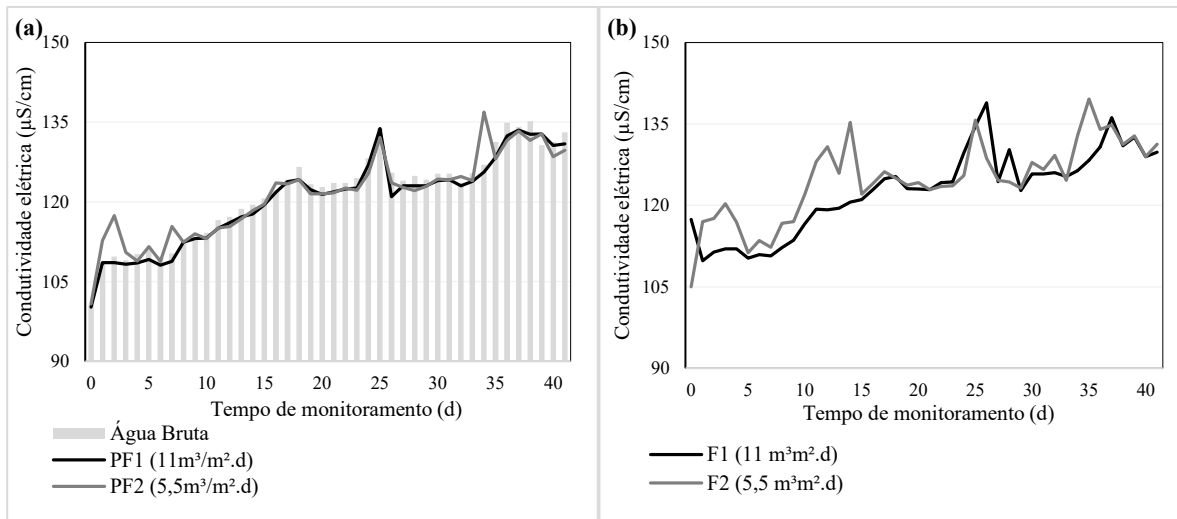 (a)
150
135
120
105
90
Condutividade elétrica (µS/cm)
0 5 10 15 20 25 30 35 40
Tempo de monitoramento (d)
Água Bruta
PF1 (11m³/m².d)
PF2 (5,5m³/m².d)
(b)
150
135
120
105
90
Condutividade elétrica (µS/cm)
0 5 10 15 20 25 30 35 40
Tempo de monitoramento (d)
F1 (11 m³m².d)
F2 (5,5 m³m².d)